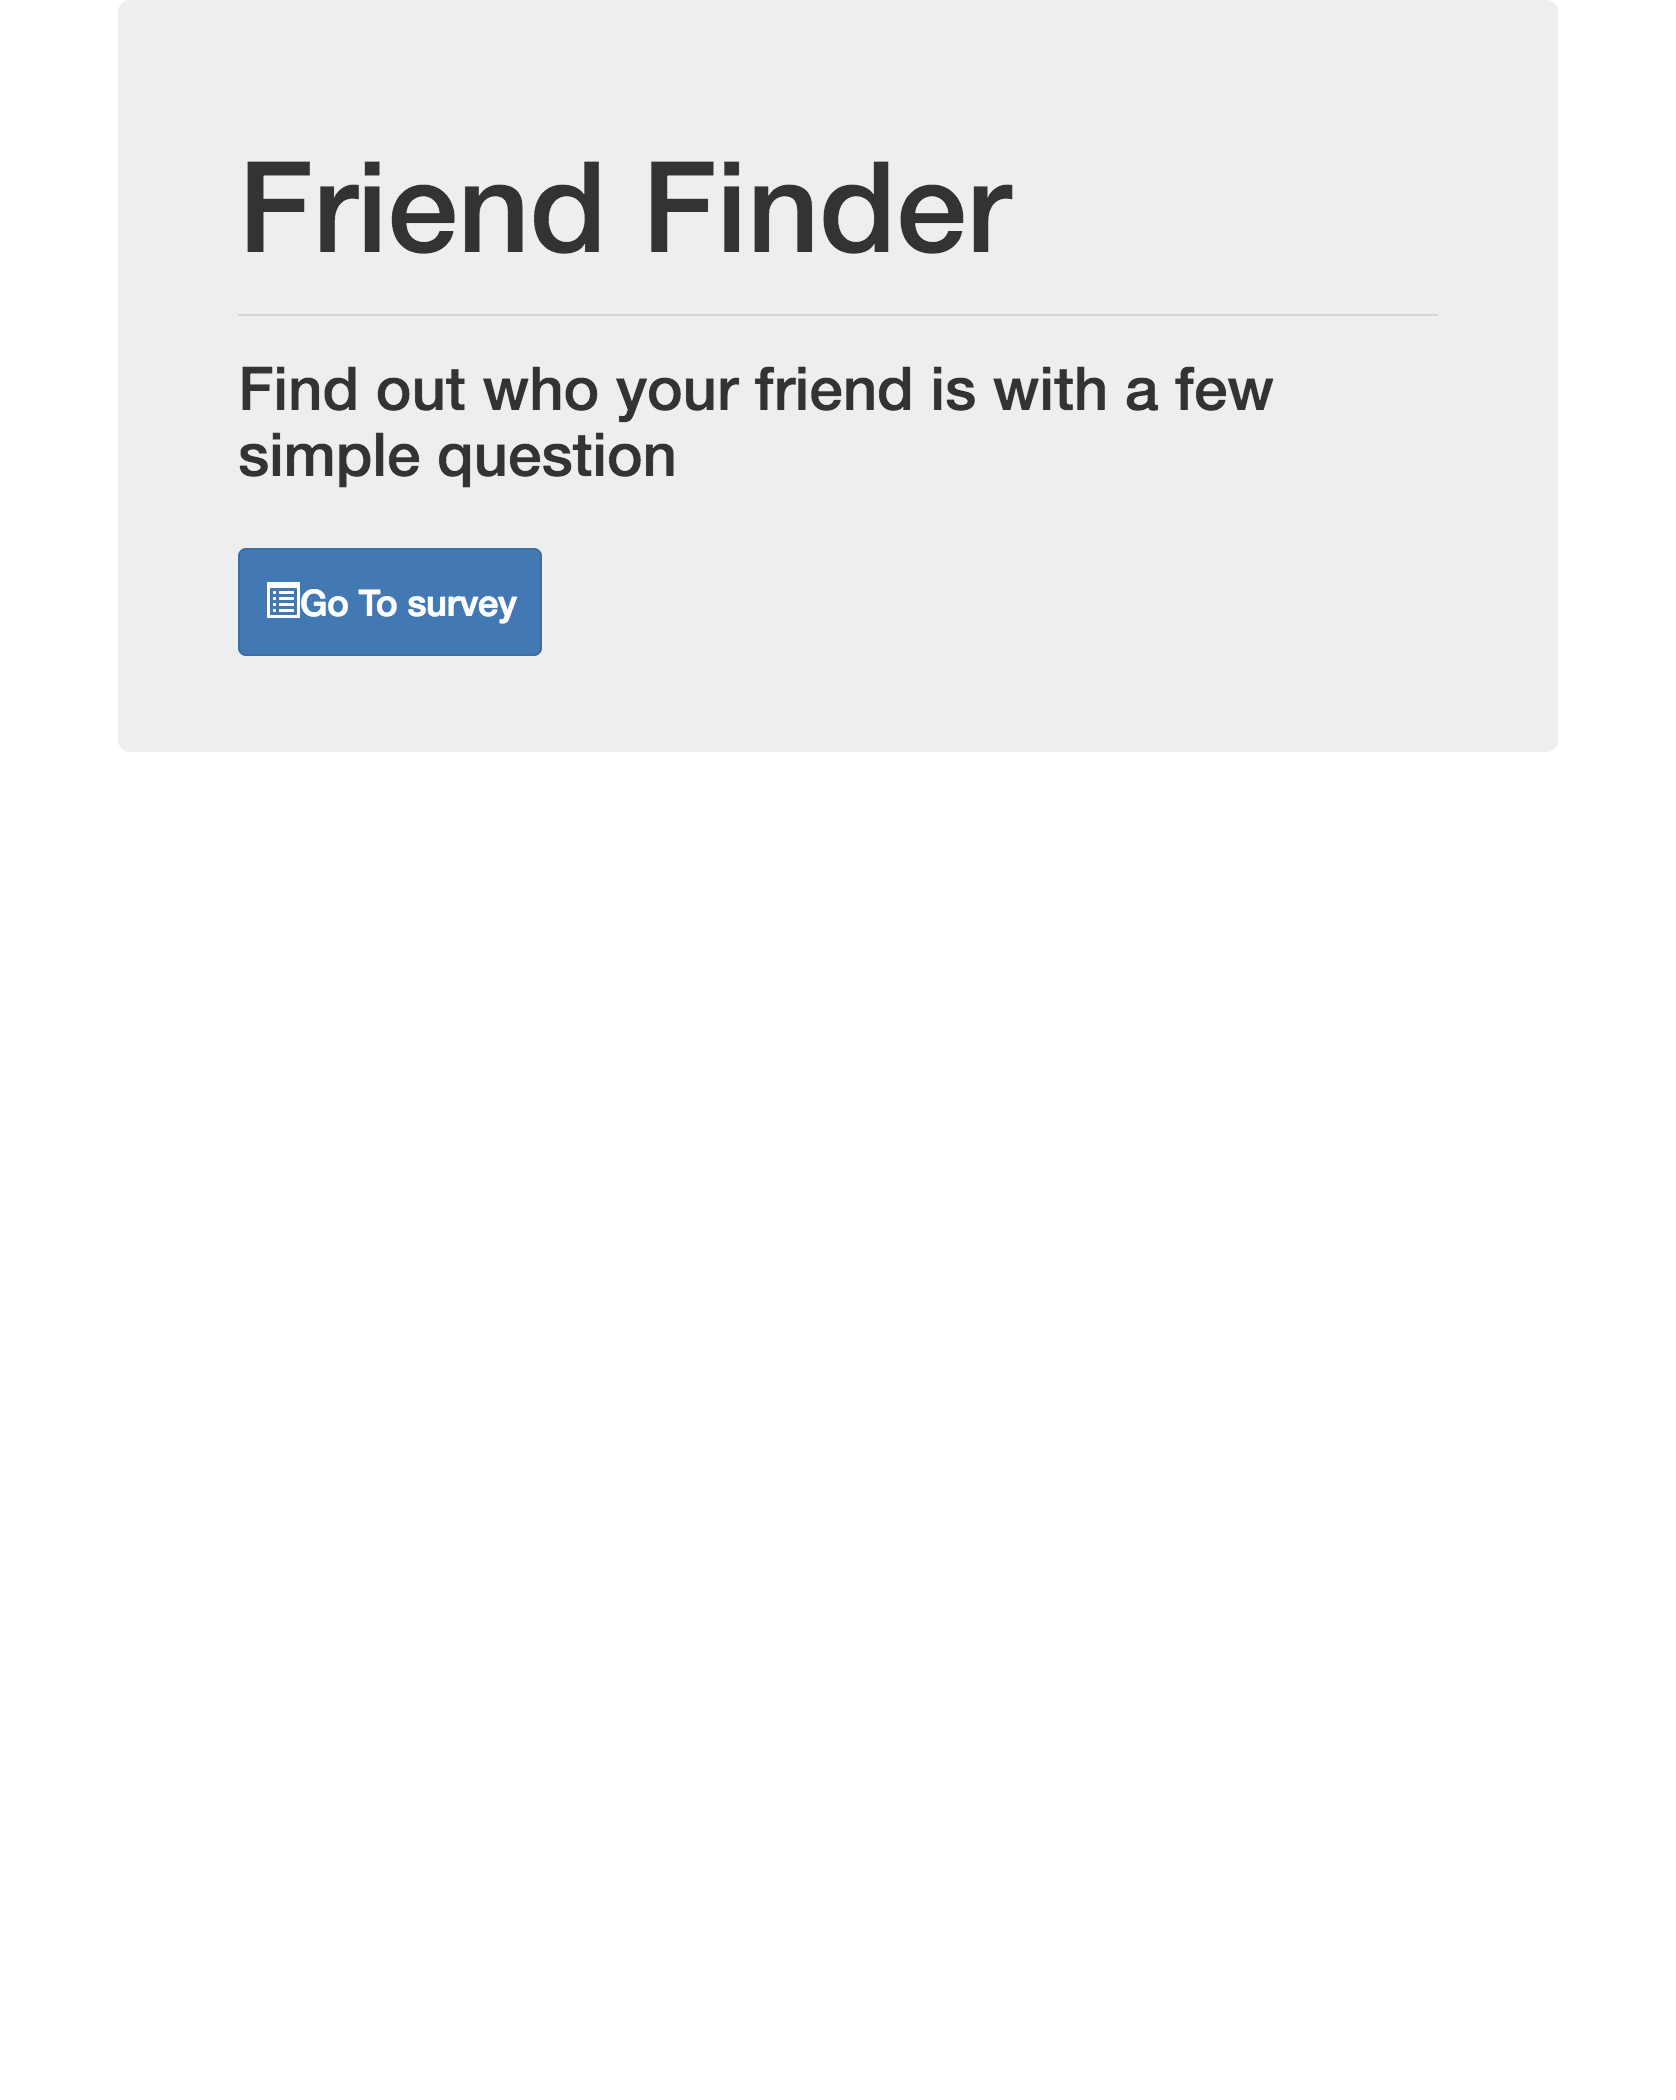 Friend Finder
Find out who your friend is with a few
simple question
Go To survey